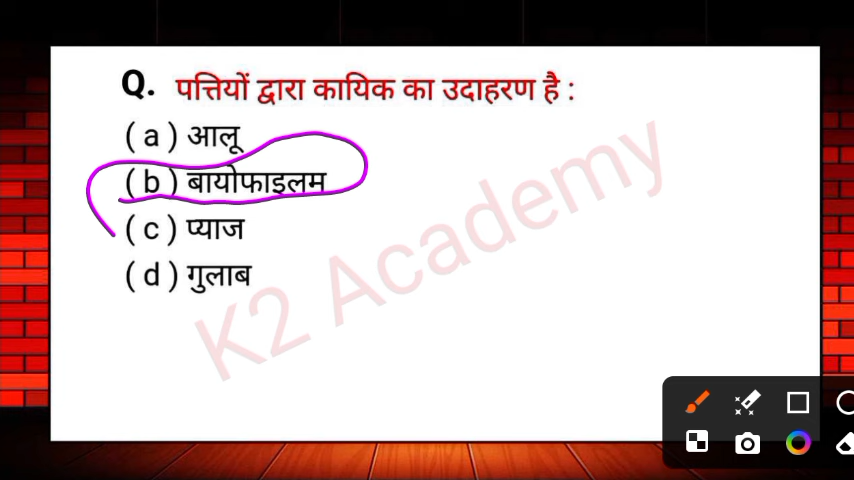 Q. पत्तियों द्वारा कायिक का उदाहरण है :
( a ) आलू
( b ) बायोफाइलम
( c ) प्याज
( d ) गुलाब
K2 Academy